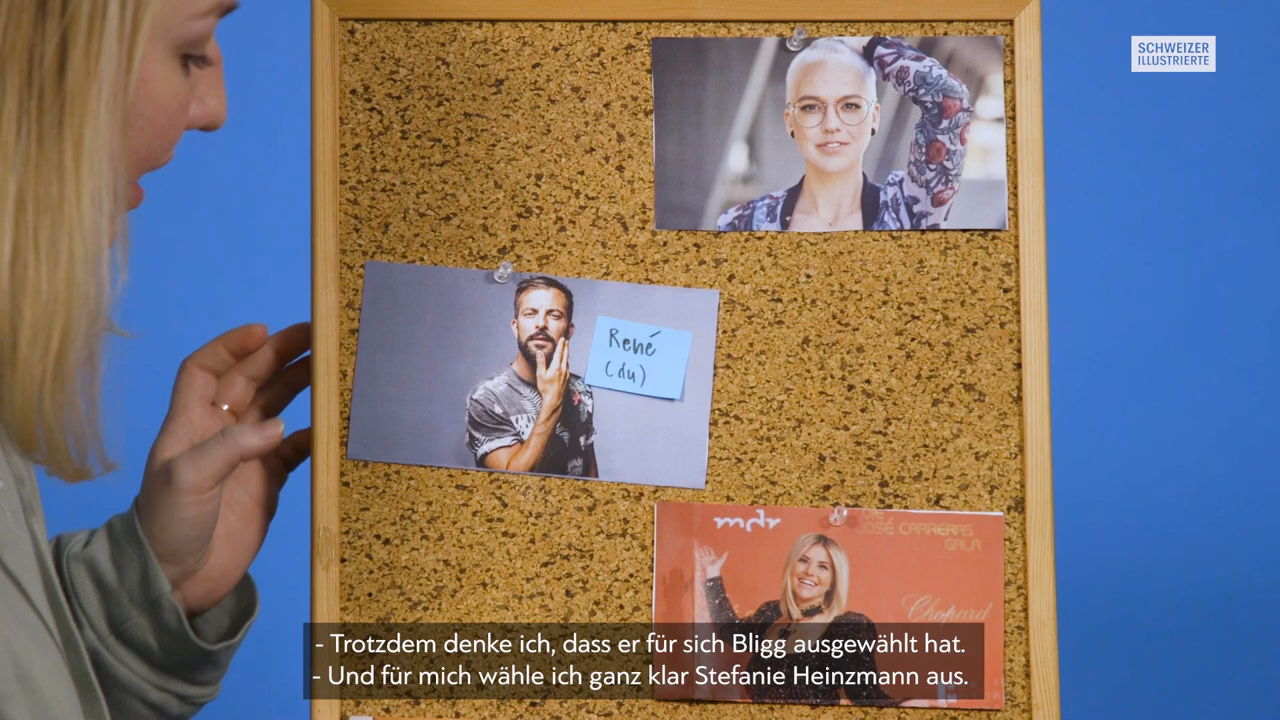 SCHWEIZER
ILLUSTRIERTE
René
(du)
mdr
DIE
JOSÉ CARRERAS
GALA
Chopard
- Trotzdem denke ich, dass er für sich Bligg ausgewählt hat.
- Und für mich wähle ich ganz klar Stefanie Heinzmann aus.